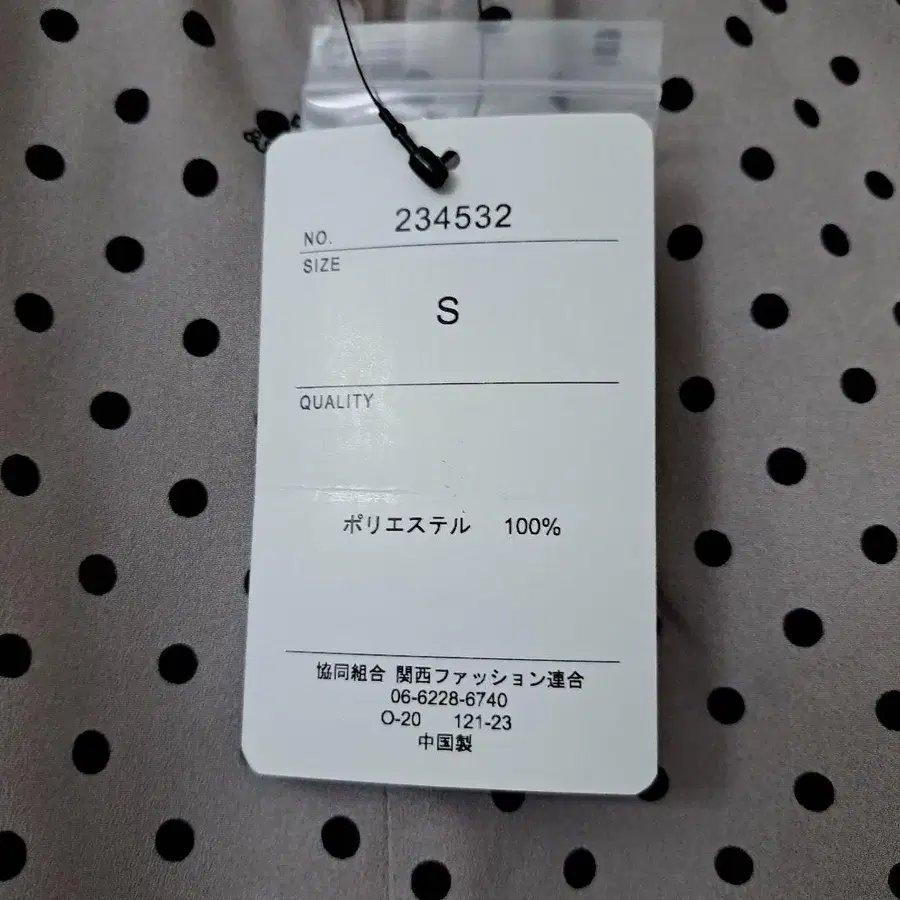 234532
NO.
SIZE
S
QUALITY
ポリエステル 100%
協同組合 関西ファッション連合
06-6228-6740
O-20 121-23
中国製